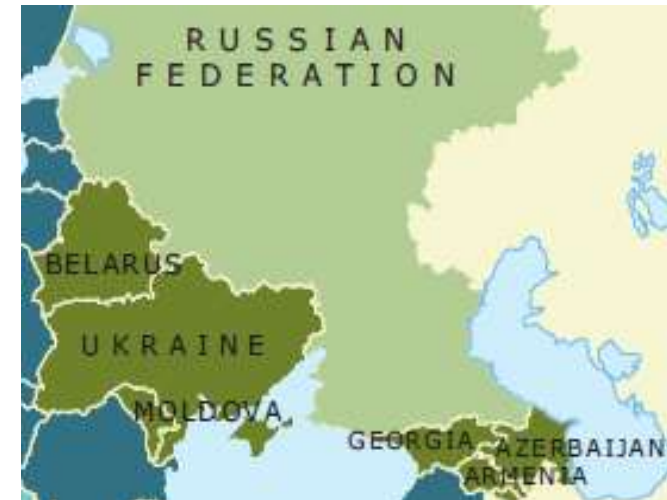 RUSSIAN
FEDERATION
BELARUS
UKRAINE
MOLDOVA
GEORGIA
AZERBAIJAN
ARMENIA